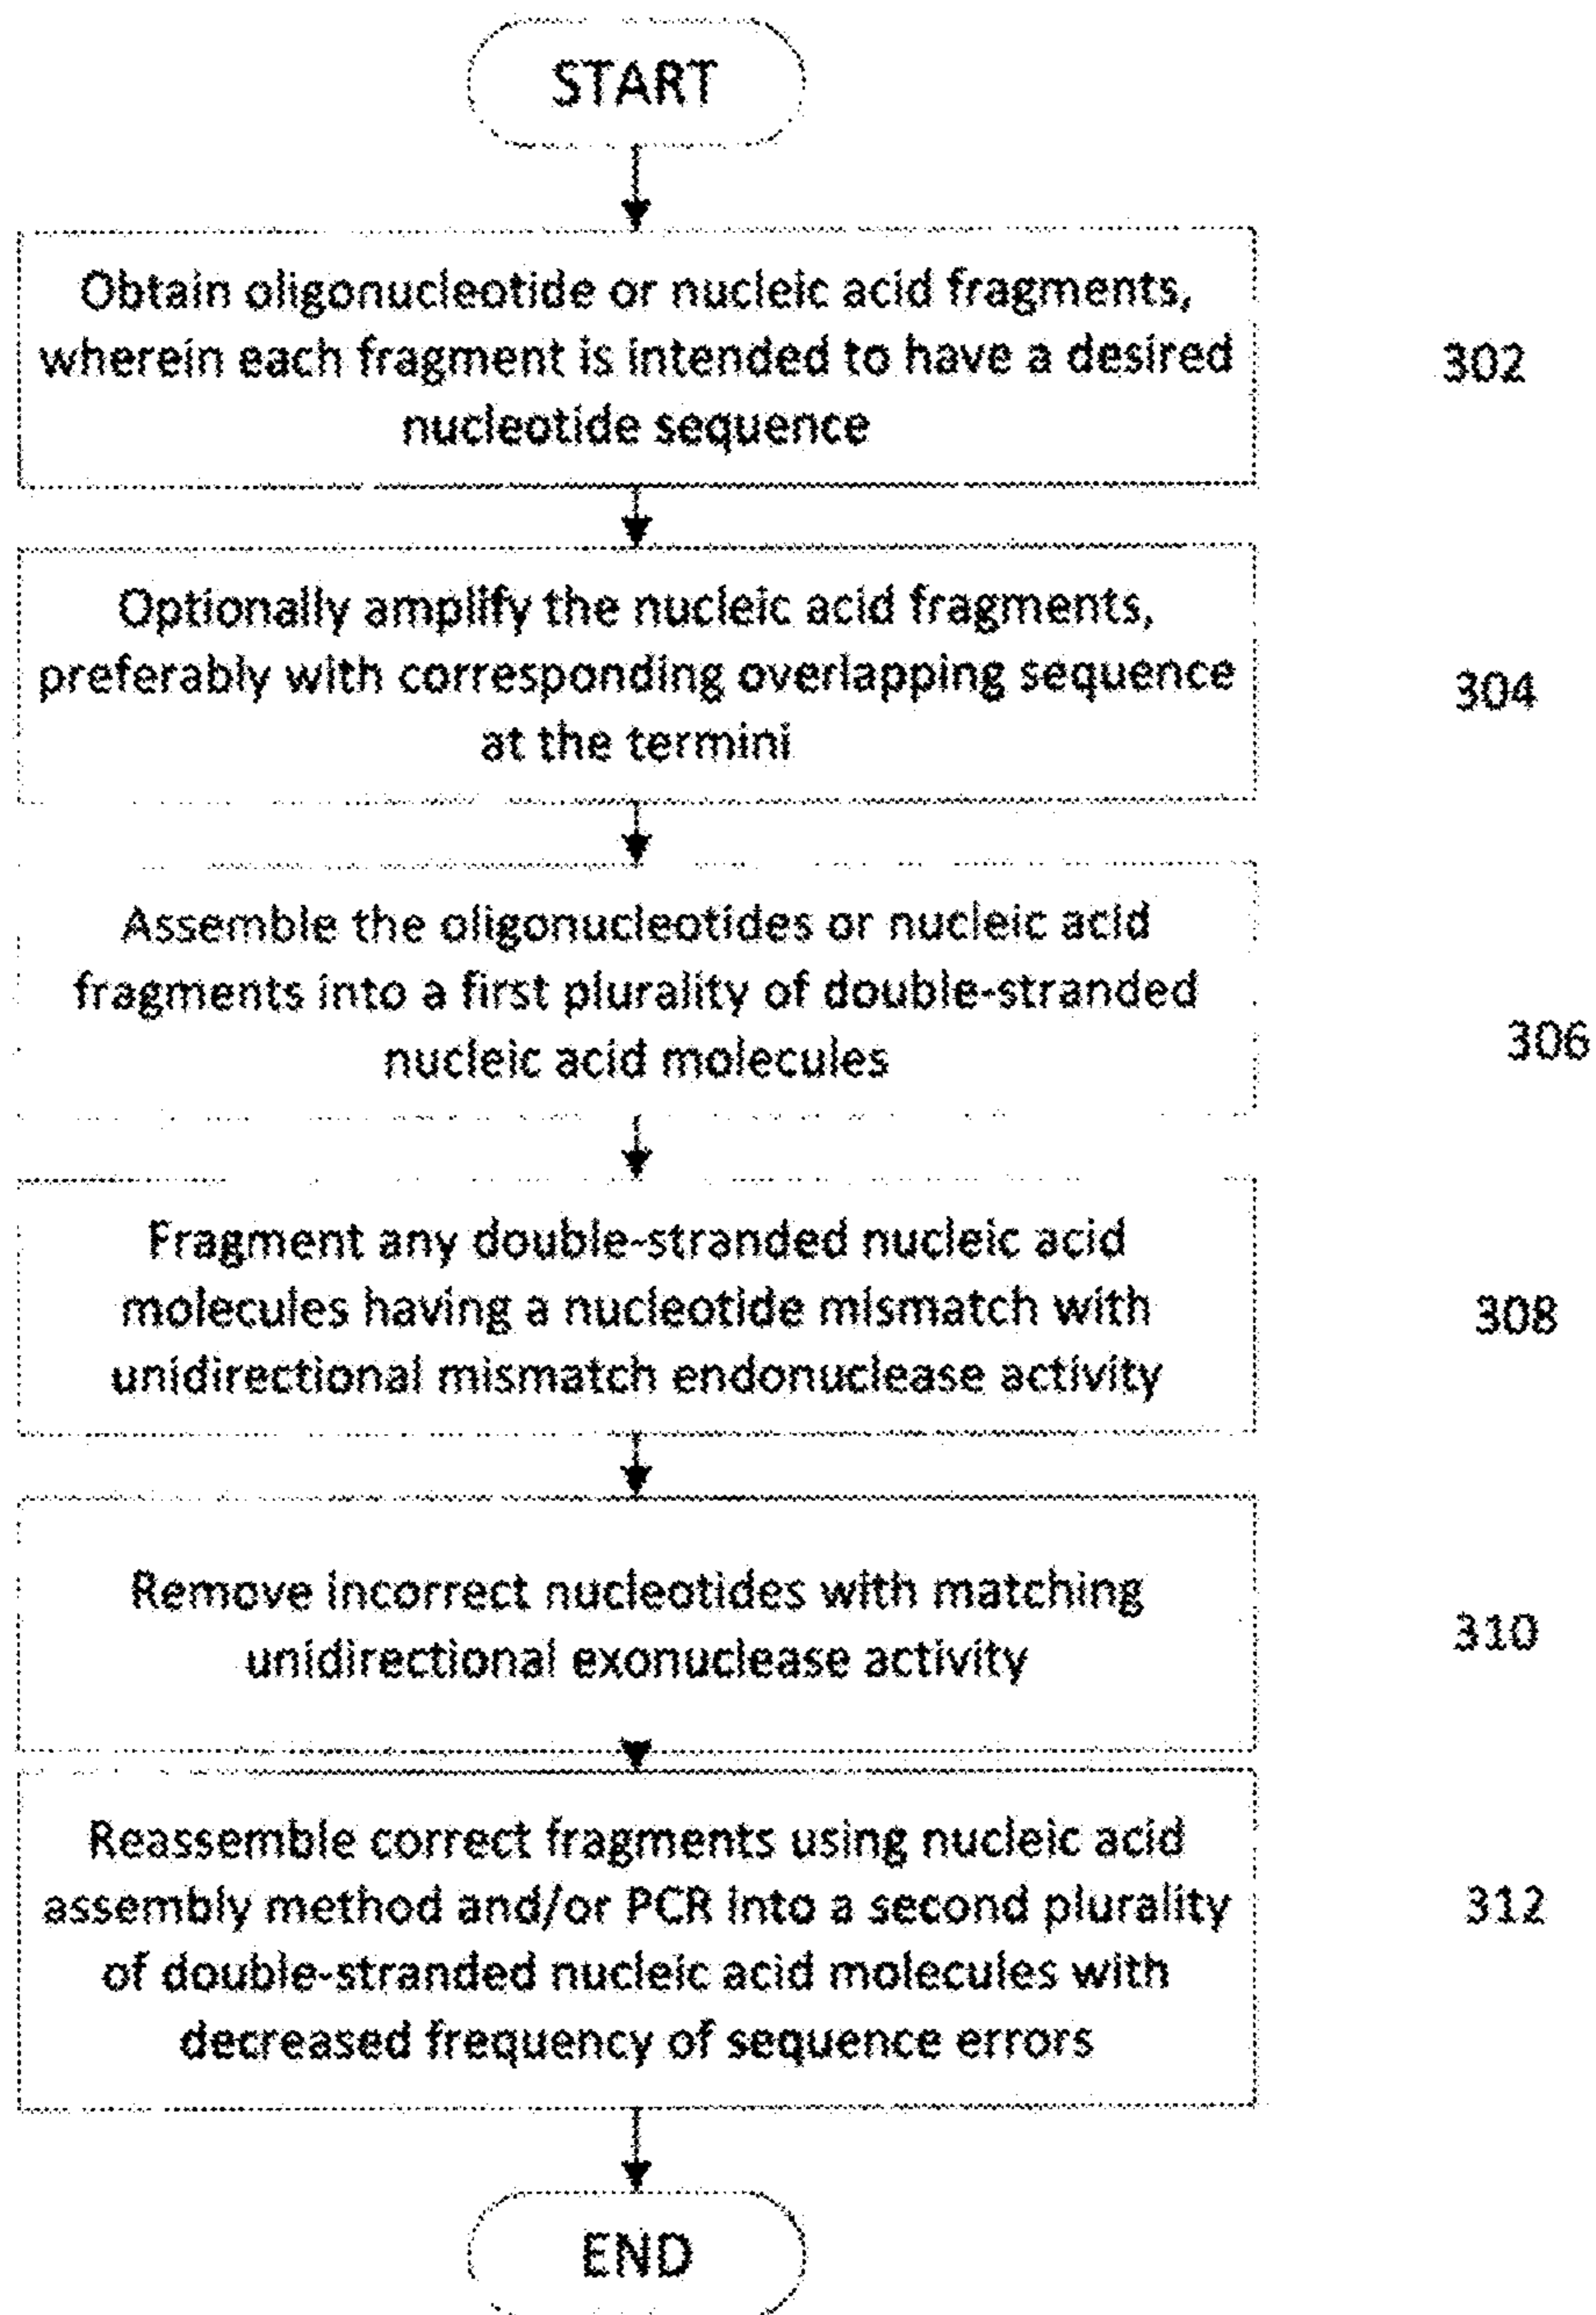 START
Obtain oligonucleotide or nucleic acid fragments,
wherein each fragment is intended to have a desired
nucleotide sequence
302
Optionally amplify the nucleic acid fragments,
preferably with corresponding overlapping sequence
at the termini
304
Assemble the oligonucleotides or nucleic acid
fragments into a first plurality of double-stranded
nucleic acid molecules
306
Fragment any double-stranded nucleic acid
molecules having a nucleotide mismatch with
unidirectional mismatch endonuclease activity
308
Remove incorrect nucleotides with matching
unidirectional exonuclease activity
310
Reassemble correct fragments using nucleic acid
assembly method and/or PCR into a second plurality
of double-stranded nucleic acid molecules with
decreased frequency of sequence errors
312
END